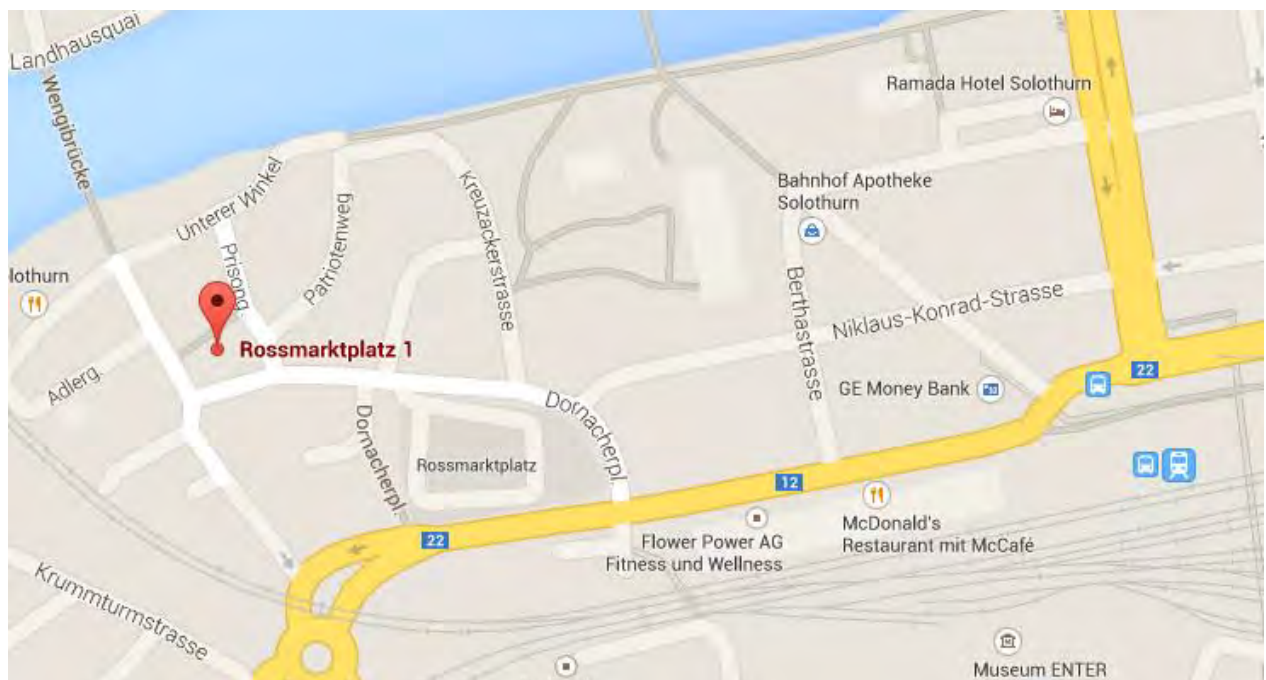 Landhausquai
Wengibrücke
Ramada Hotel Solothurn
Unterer Winkel
Kreuzackerstrasse
Bahnhof Apotheke
Solothurn
Patriotenweg
Prisong.
lothurn
Berthastrasse
Niklaus-Konrad-Strasse
Rossmarktplatz 1
Adlerg.
GE Money Bank
22
Dornacherpl.
Dornacherpl.
Rossmarktplatz
12
McDonald's
Restaurant mit McCafé
22
Flower Power AG
Fitness und Wellness
Krummturmstrasse
Museum ENTER